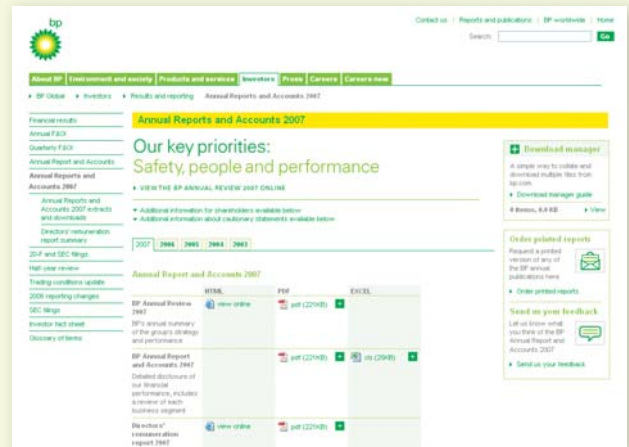 bp
Contact us | Reports and publications | BP worldwide | Home
Search: Go
About BP | Environment and society | Products and services | Investors | Press | Careers | Careers now
BP Global Investors Results and reporting Annual Reports and Accounts 2007
Financial results
Annual F&OI
Quarterly F&OI
Annual Report and Accounts
Annual Reports and
Accounts 2007
Annual Reports and
Accounts 2007 extracts
and downloads
Directors' remuneration
report summary
20-F and SEC filings
Half-year review
Trading conditions update
2006 reporting changes
SEC filings
Investor fact sheet
Glossary of terms
Annual Reports and Accounts 2007
Our key priorities:
Safety, people and performance
VIEW THE BP ANNUAL REVIEW 2007 ONLINE
Additional information for shareholders available below
Additional information about cautionary statements available below
2007 2006 2005 2004 2003
Annual Report and Accounts 2007
HTML PDF EXCEL
BP Annual Review
2007
view online pdf (221KB)
BP's annual summary
of the group's strategy
and performance
BP Annual Report
and Accounts 2007
pdf (221KB) xls (26KB)
Detailed disclosure of
our financial
performance, includes
a review of each
business segment
Directors'
remuneration
report 2007
view online pdf (221KB)
Download manager
A simple way to collate and
download multiple files from
bp.com.
Download manager guide
0 items, 0.0 KB View
Order printed reports
Request a printed
version of any of
the BP annual
publications here
Order printed reports
Send us your feedback
Let us know what
you think of the BP
Annual Report and
Accounts 2007
Send us your feedback